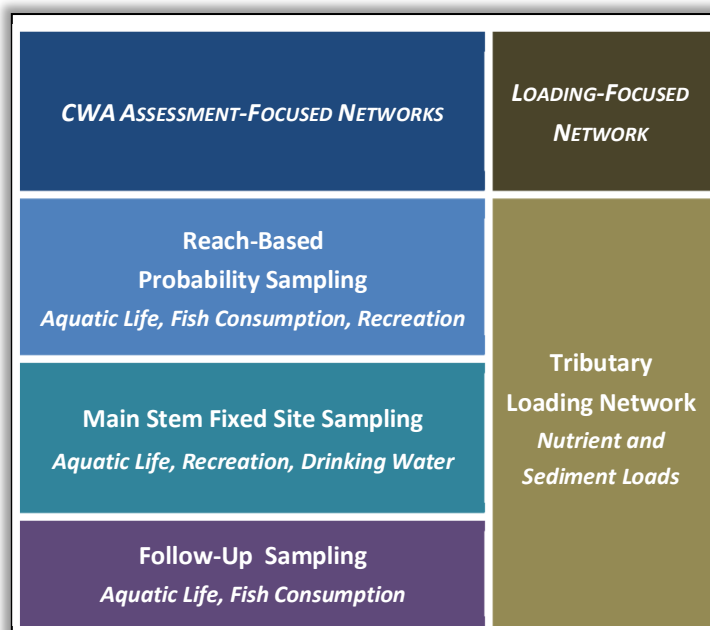 CWA ASSESSMENT-FOCUSED NETWORKS
LOADING-FOCUSED
NETWORK
Reach-Based
Probability Sampling
Aquatic Life, Fish Consumption, Recreation
Main Stem Fixed Site Sampling
Aquatic Life, Recreation, Drinking Water
Follow-Up Sampling
Aquatic Life, Fish Consumption
Tributary
Loading Network
Nutrient and
Sediment Loads